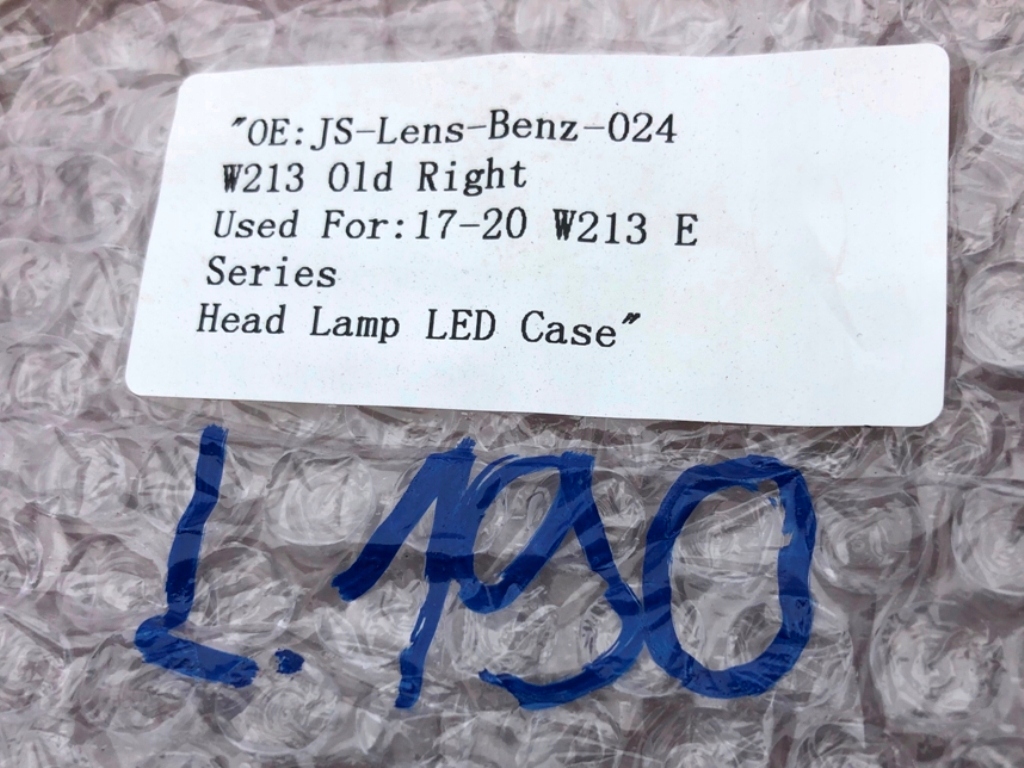 "OE:JS-Lens-Benz-024
W213 Old Right
Used For:17-20 W213 E
Series
Head Lamp LED Case"
L.190